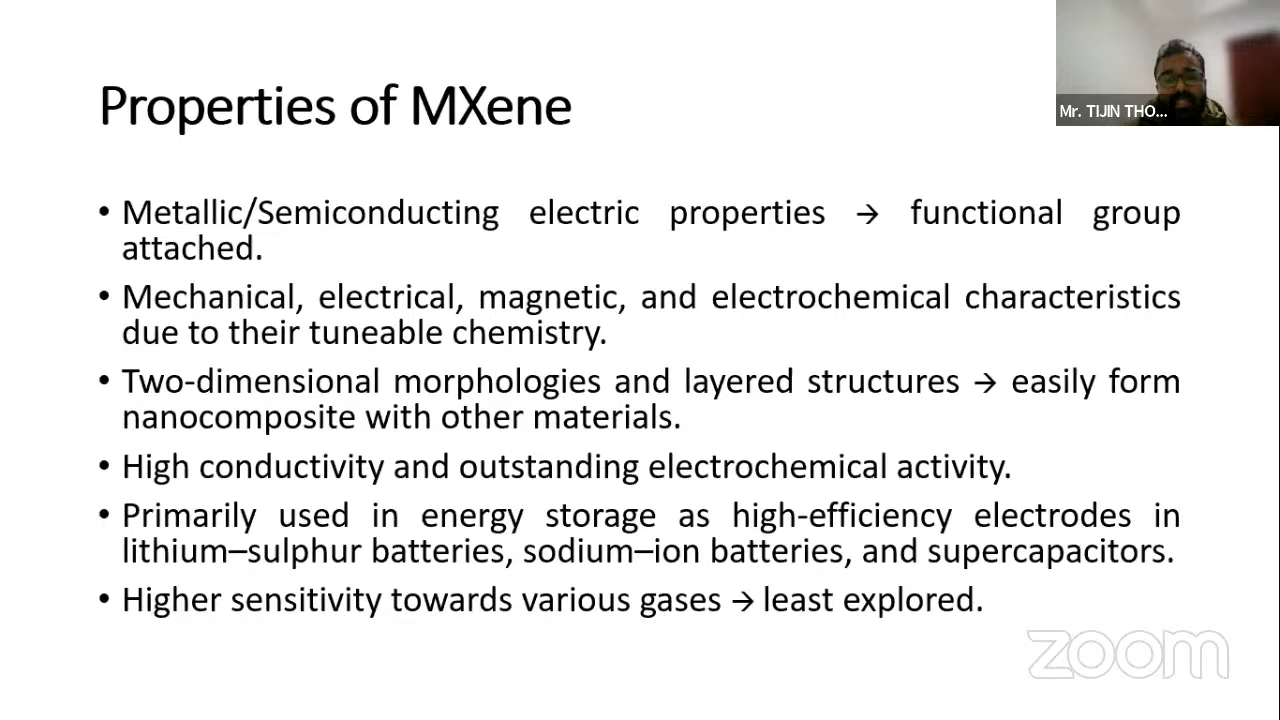 Properties of MXene
Mr. TIJIN THO...
• Metallic/Semiconducting electric properties → functional group
attached.
• Mechanical, electrical, magnetic, and electrochemical characteristics
due to their tuneable chemistry.
• Two-dimensional morphologies and layered structures → easily form
nanocomposite with other materials.
• High conductivity and outstanding electrochemical activity.
• Primarily used in energy storage as high-efficiency electrodes in
lithium–sulphur batteries, sodium–ion batteries, and supercapacitors.
• Higher sensitivity towards various gases → least explored.
zoom